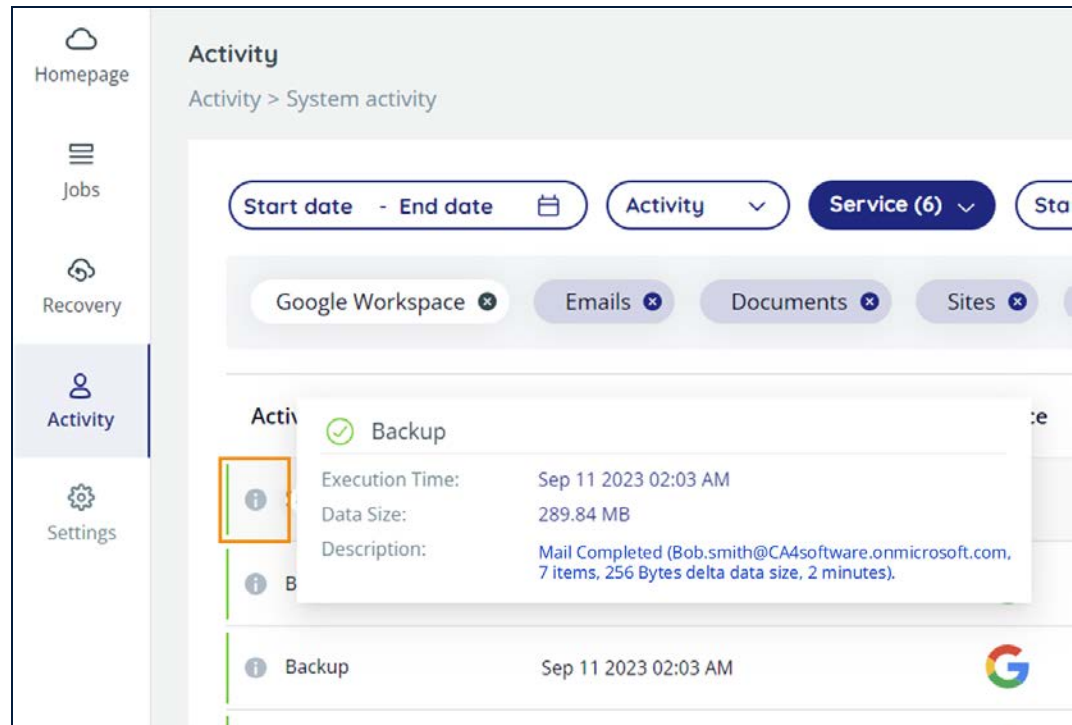 Homepage
Jobs
Recovery
Activity
Settings
Activity
Activity > System activity
Start date - End date
Activity
Service (6)
Sta
Google Workspace
Emails
Documents
Sites
Activ
ce
Backup
Execution Time: Sep 11 2023 02:03 AM
Data Size: 289.84 MB
Description: Mail Completed (Bob.smith@CA4software.onmicrosoft.com,
7 items, 256 Bytes delta data size, 2 minutes).
B
Backup Sep 11 2023 02:03 AM